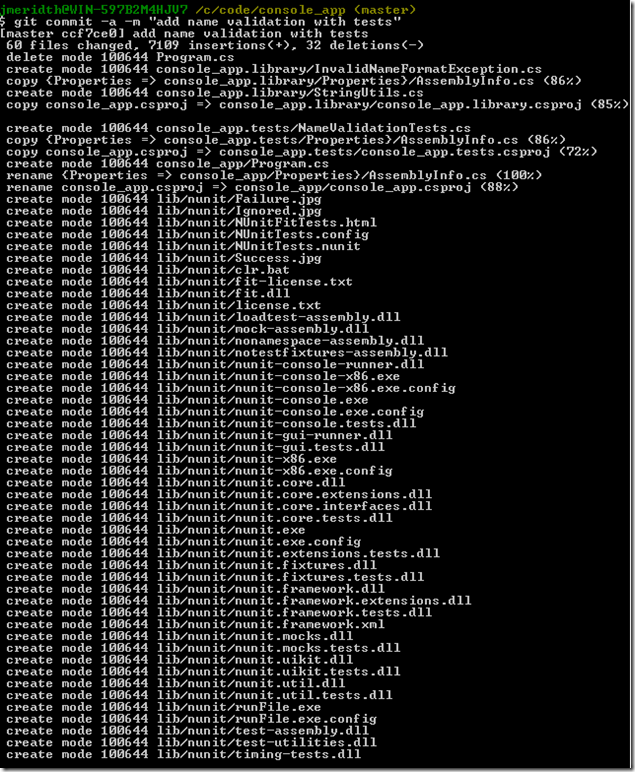 jmeridth@WIN-597B2M4HJV7 /c/code/console_app (master)
$ git commit -a -m "add name validation with tests"
[master ccf7ce0] add name validation with tests
 60 files changed, 7109 insertions(+), 32 deletions(-)
 delete mode 100644 Program.cs
 create mode 100644 console_app.library/InvalidNameFormatException.cs
 copy {Properties => console_app.library/Properties}/AssemblyInfo.cs (86%)
 create mode 100644 console_app.library/StringUtils.cs
 copy console_app.csproj => console_app.library/console_app.library.csproj (85%)
 create mode 100644 console_app.tests/NameValidationTests.cs
 copy {Properties => console_app.tests/Properties}/AssemblyInfo.cs (86%)
 copy console_app.csproj => console_app.tests/console_app.tests.csproj (72%)
 create mode 100644 console_app/Program.cs
 rename {Properties => console_app/Properties}/AssemblyInfo.cs (100%)
 rename console_app.csproj => console_app/console_app.csproj (88%)
 create mode 100644 lib/nunit/Failure.jpg
 create mode 100644 lib/nunit/Ignored.jpg
 create mode 100644 lib/nunit/NUnitFitTests.html
 create mode 100644 lib/nunit/NUnitTests.config
 create mode 100644 lib/nunit/NUnitTests.nunit
 create mode 100644 lib/nunit/Success.jpg
 create mode 100644 lib/nunit/clr.bat
 create mode 100644 lib/nunit/fit-license.txt
 create mode 100644 lib/nunit/fit.dll
 create mode 100644 lib/nunit/license.txt
 create mode 100644 lib/nunit/loadtest-assembly.dll
 create mode 100644 lib/nunit/mock-assembly.dll
 create mode 100644 lib/nunit/nonamespace-assembly.dll
 create mode 100644 lib/nunit/notestfixtures-assembly.dll
 create mode 100644 lib/nunit/nunit-console-runner.dll
 create mode 100644 lib/nunit/nunit-console-x86.exe
 create mode 100644 lib/nunit/nunit-console-x86.exe.config
 create mode 100644 lib/nunit/nunit-console.exe
 create mode 100644 lib/nunit/nunit-console.exe.config
 create mode 100644 lib/nunit/nunit-console.tests.dll
 create mode 100644 lib/nunit/nunit-gui-runner.dll
 create mode 100644 lib/nunit/nunit-gui.tests.dll
 create mode 100644 lib/nunit/nunit-x86.exe
 create mode 100644 lib/nunit/nunit-x86.exe.config
 create mode 100644 lib/nunit/nunit.core.dll
 create mode 100644 lib/nunit/nunit.core.extensions.dll
 create mode 100644 lib/nunit/nunit.core.interfaces.dll
 create mode 100644 lib/nunit/nunit.core.tests.dll
 create mode 100644 lib/nunit/nunit.exe
 create mode 100644 lib/nunit/nunit.exe.config
 create mode 100644 lib/nunit/nunit.extensions.tests.dll
 create mode 100644 lib/nunit/nunit.fixtures.dll
 create mode 100644 lib/nunit/nunit.fixtures.tests.dll
 create mode 100644 lib/nunit/nunit.framework.dll
 create mode 100644 lib/nunit/nunit.framework.extensions.dll
 create mode 100644 lib/nunit/nunit.framework.tests.dll
 create mode 100644 lib/nunit/nunit.framework.xml
 create mode 100644 lib/nunit/nunit.mocks.dll
 create mode 100644 lib/nunit/nunit.mocks.tests.dll
 create mode 100644 lib/nunit/nunit.uikit.dll
 create mode 100644 lib/nunit/nunit.uikit.tests.dll
 create mode 100644 lib/nunit/nunit.util.dll
 create mode 100644 lib/nunit/nunit.util.tests.dll
 create mode 100644 lib/nunit/runFile.exe
 create mode 100644 lib/nunit/runFile.exe.config
 create mode 100644 lib/nunit/test-assembly.dll
 create mode 100644 lib/nunit/test-utilities.dll
 create mode 100644 lib/nunit/timing-tests.dll